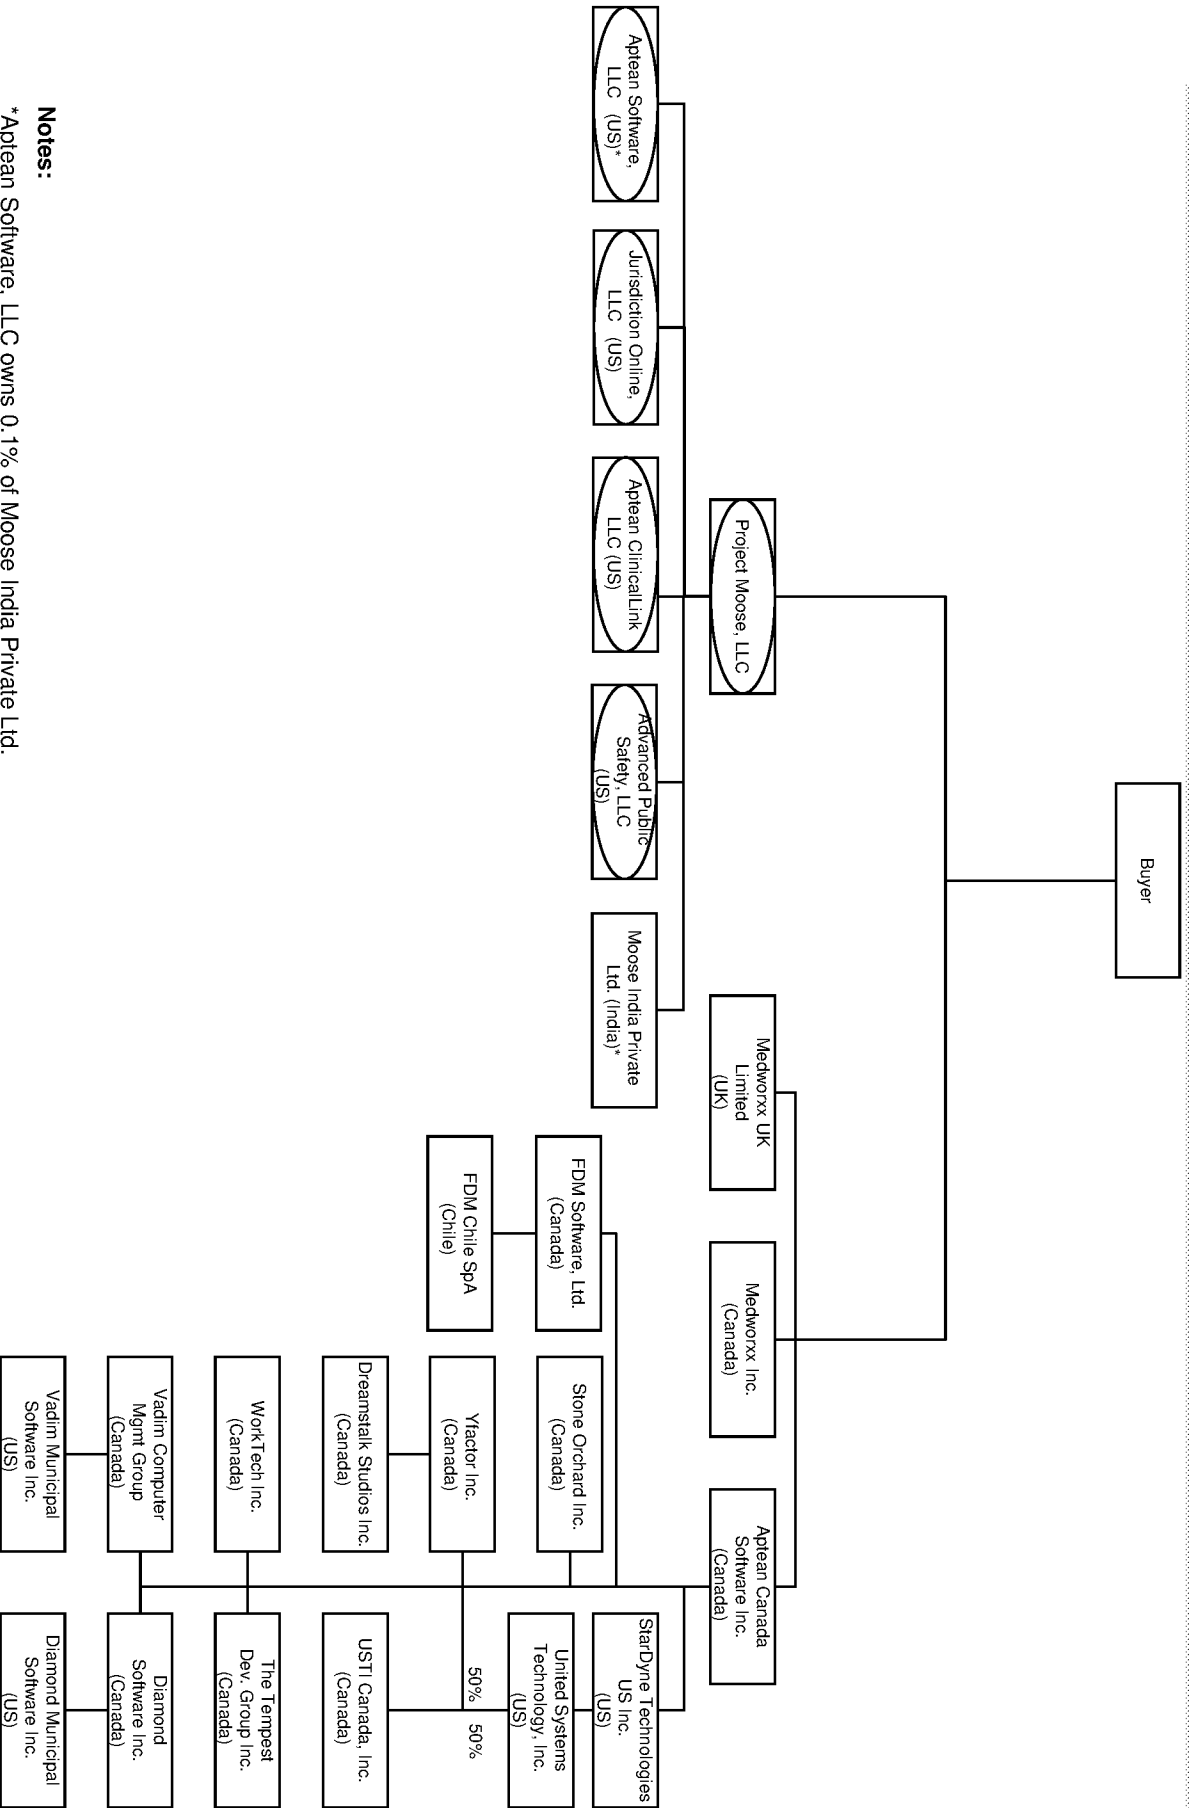 Buyer
Project Moose, LLC
Medworxx UK
Limited
(UK)
Medworxx Inc.
(Canada)
Aptean Canada
Software Inc.
(Canada)
Aptean Software,
LLC (US)*
Jurisdiction Online,
LLC (US)
Aptean ClinicalLink
LLC (US)
Advanced Public
Safety, LLC
(US)
Moose India Private
Ltd. (India)*
StarDyne Technologies
US Inc.
(US)
FDM Software, Ltd.
(Canada)
Stone Orchard Inc.
(Canada)
United Systems
Technology, Inc.
(US)
FDM Chile SpA
(Chile)
Yfactor Inc.
(Canada)
50% 50%
Dreamstalk Studios Inc.
(Canada)
USTI Canada, Inc.
(Canada)
WorkTech Inc.
(Canada)
The Tempest
Dev. Group Inc.
(Canada)
Vadim Computer
Mgmt Group
(Canada)
Diamond
Software Inc.
(Canada)
Vadim Municipal
Software Inc.
(US)
Diamond Municipal
Software Inc.
(US)
Notes:
*Aptean Software, LLC owns 0.1% of Moose India Private Ltd.